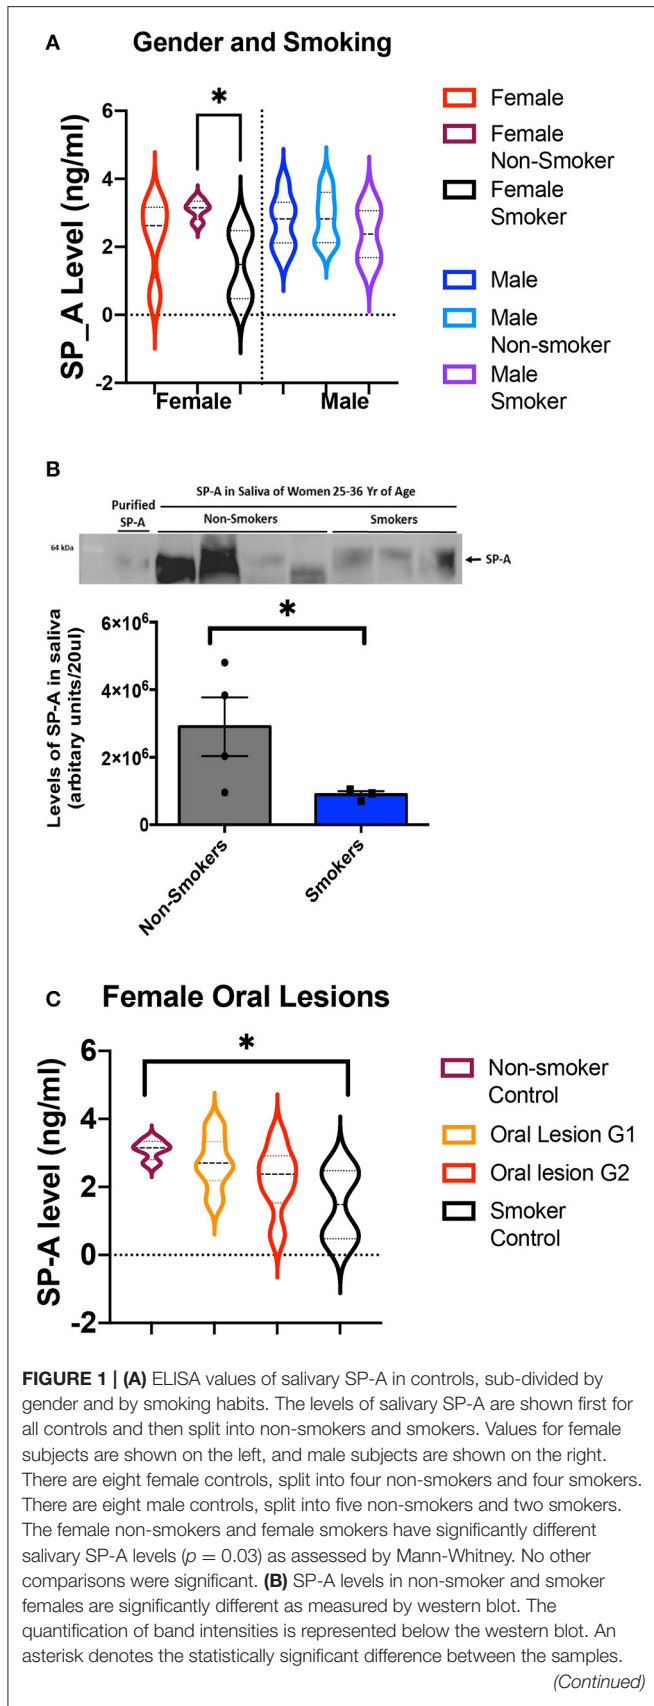 A Gender and Smoking
SP_A Level (ng/ml)
6
4
2
0
-2
*
Female
Male
Female
Female
Non-Smoker
Female
Smoker
Male
Male
Non-smoker
Male
Smoker
B
SP-A in Saliva of Women 25-36 Yr of Age
Purified
SP-A
Non-Smokers
Smokers
64 kDa
SP-A
Levels of SP-A in saliva
(arbitary units/20ul)
6×10⁶
4×10⁶
2×10⁶
0
*
Non-Smokers
Smokers
C Female Oral Lesions
SP-A level (ng/ml)
6
4
2
0
-2
*
Non-smoker
Control
Oral Lesion G1
Oral lesion G2
Smoker
Control
FIGURE 1 | (A) ELISA values of salivary SP-A in controls, sub-divided by
gender and by smoking habits. The levels of salivary SP-A are shown first for
all controls and then split into non-smokers and smokers. Values for female
subjects are shown on the left, and male subjects are shown on the right.
There are eight female controls, split into four non-smokers and four smokers.
There are eight male controls, split into five non-smokers and two smokers.
The female non-smokers and female smokers have significantly different
salivary SP-A levels (p = 0.03) as assessed by Mann-Whitney. No other
comparisons were significant. (B) SP-A levels in non-smoker and smoker
females are significantly different as measured by western blot. The
quantification of band intensities is represented below the western blot. An
asterisk denotes the statistically significant difference between the samples.
(Continued)